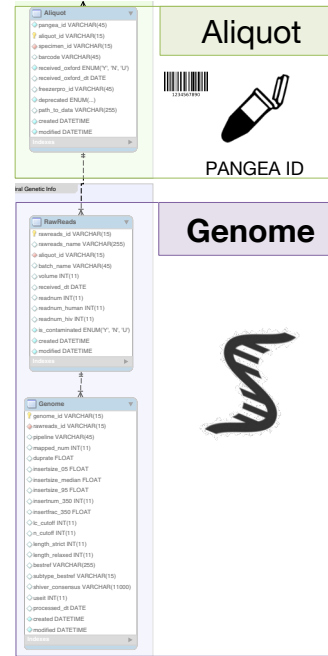 Aliquot
pangea_id VARCHAR(45)
aliquot_id VARCHAR(15)
specimen_id VARCHAR(15)
barcode VARCHAR(45)
received_oxford ENUM('Y', 'N', 'U')
received_oxford_dt DATE
freezerpro_id VARCHAR(45)
deprecated ENUM(...)
path_to_data VARCHAR(255)
created DATETIME
modified DATETIME
Indexes
Aliquot
1234567890
PANGEA ID
ral Genetic Info
Genome
RawReads
rawreads_id VARCHAR(15)
rawreads_name VARCHAR(255)
aliquot_id VARCHAR(15)
batch_name VARCHAR(45)
volume INT(11)
received_dt DATE
readnum INT(11)
readnum_human INT(11)
readnum_hiv INT(11)
is_contaminated ENUM('Y', 'N', 'U')
created DATETIME
modified DATETIME
Indexes
Genome
genome_id VARCHAR(15)
rawreads_id VARCHAR(15)
pipeline VARCHAR(45)
mapped_num INT(11)
duprate FLOAT
insertsize_05 FLOAT
insertsize_median FLOAT
insertsize_95 FLOAT
insertnum_350 INT(11)
insertfrac_350 FLOAT
lc_cutoff INT(11)
n_cutoff INT(11)
length_strict INT(11)
length_relaxed INT(11)
bestref VARCHAR(255)
subtype_bestref VARCHAR(15)
shiver_consensus VARCHAR(11000)
useit INT(11)
processed_dt DATE
created DATETIME
modified DATETIME
Indexes